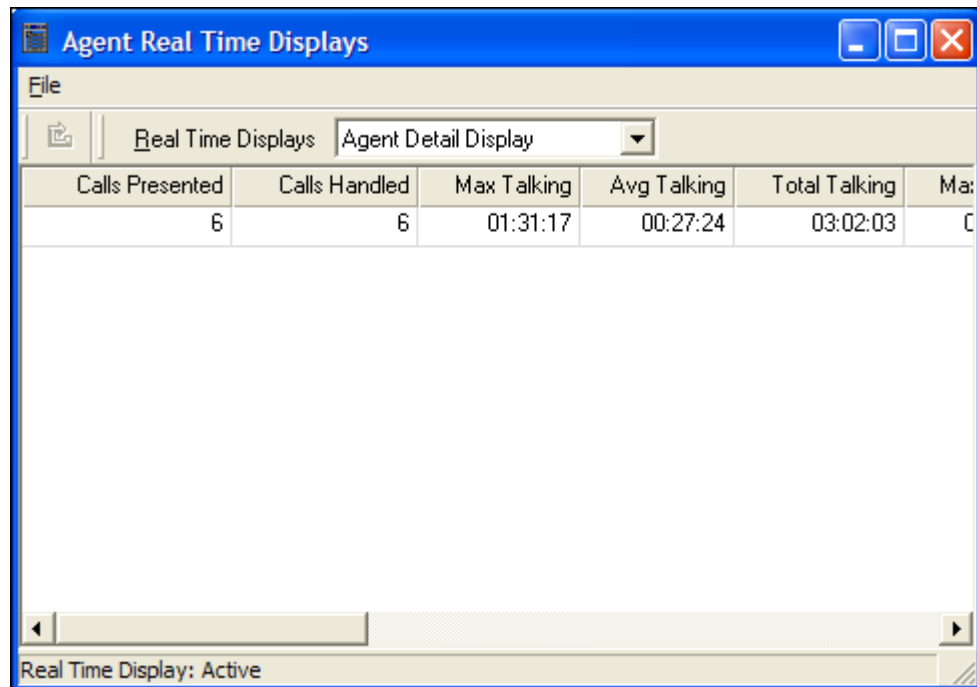 Agent Real Time Displays
File
Real Time Displays Agent Detail Display
Calls Presented Calls Handled Max Talking Avg Talking Total Talking
6 6 01:31:17 00:27:24 03:02:03
Real Time Display: Active